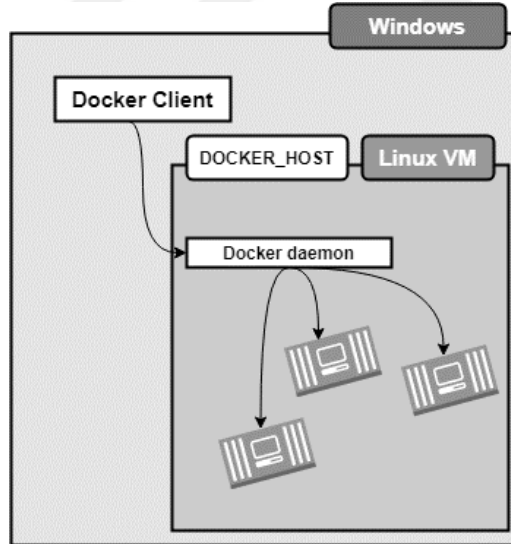 Windows
Docker Client
DOCKER_HOST
Linux VM
Docker daemon